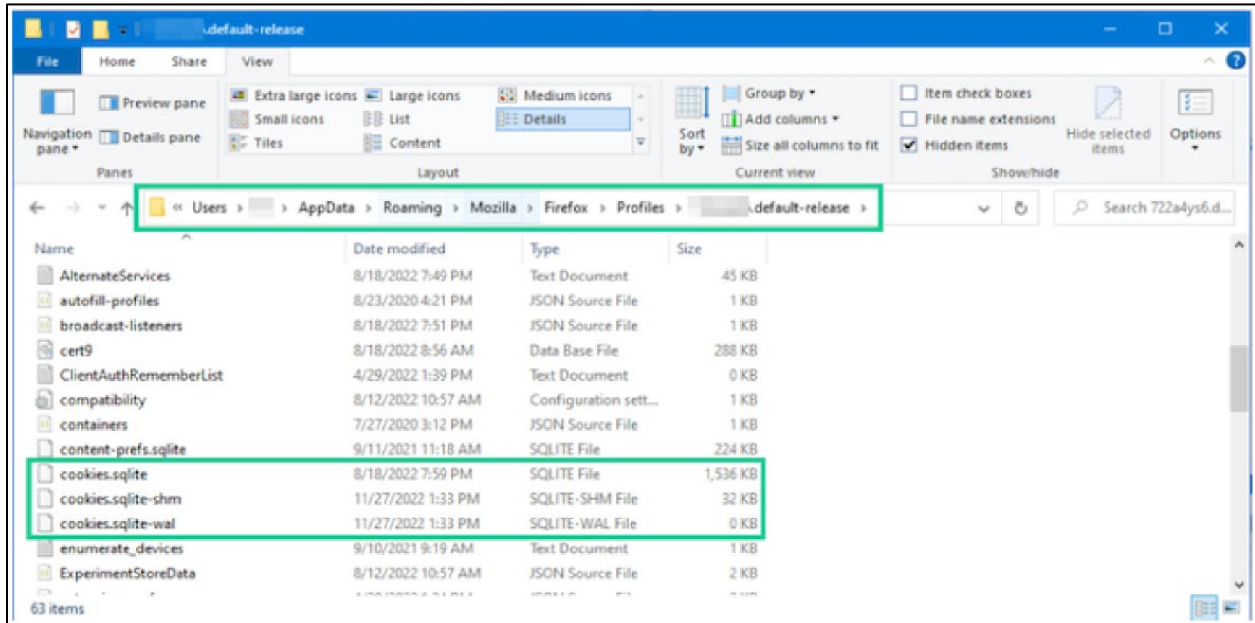 .default-release
File Home Share View
Navigation pane
Preview pane
Details pane
Panes
Extra large icons Large icons Medium icons
Small icons List Details
Tiles Content
Layout
Sort by
Group by
Add columns
Size all columns to fit
Current view
Item check boxes
File name extensions
Hidden items
Hide selected items
Show/hide
Options
« Users > > AppData > Roaming > Mozilla > Firefox > Profiles > .default-release >
Search 722a4ys6.d...
Name Date modified Type Size
AlternateServices 8/18/2022 7:49 PM Text Document 45 KB
autofill-profiles 8/23/2020 4:21 PM JSON Source File 1 KB
broadcast-listeners 8/18/2022 7:51 PM JSON Source File 1 KB
cert9 8/18/2022 8:56 AM Data Base File 288 KB
ClientAuthRememberList 4/29/2022 1:39 PM Text Document 0 KB
compatibility 8/12/2022 10:57 AM Configuration sett... 1 KB
containers 7/27/2020 3:12 PM JSON Source File 1 KB
content-prefs.sqlite 9/11/2021 11:18 AM SQLITE File 224 KB
cookies.sqlite 8/18/2022 7:59 PM SQLITE File 1,536 KB
cookies.sqlite-shm 11/27/2022 1:33 PM SQLITE-SHM File 32 KB
cookies.sqlite-wal 11/27/2022 1:33 PM SQLITE-WAL File 0 KB
enumerate_devices 9/10/2021 9:19 AM Text Document 1 KB
ExperimentStoreData 8/12/2022 10:57 AM JSON Source File 2 KB
63 items